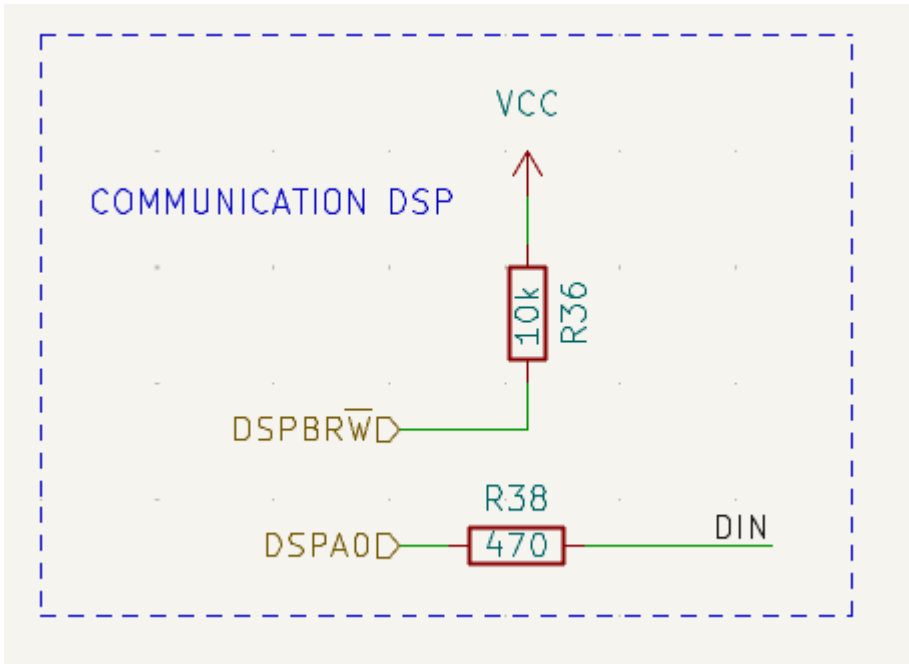 VCC
COMMUNICATION DSP
10k
R36
DSPBRW̅
R38
DSPA0
470
DIN